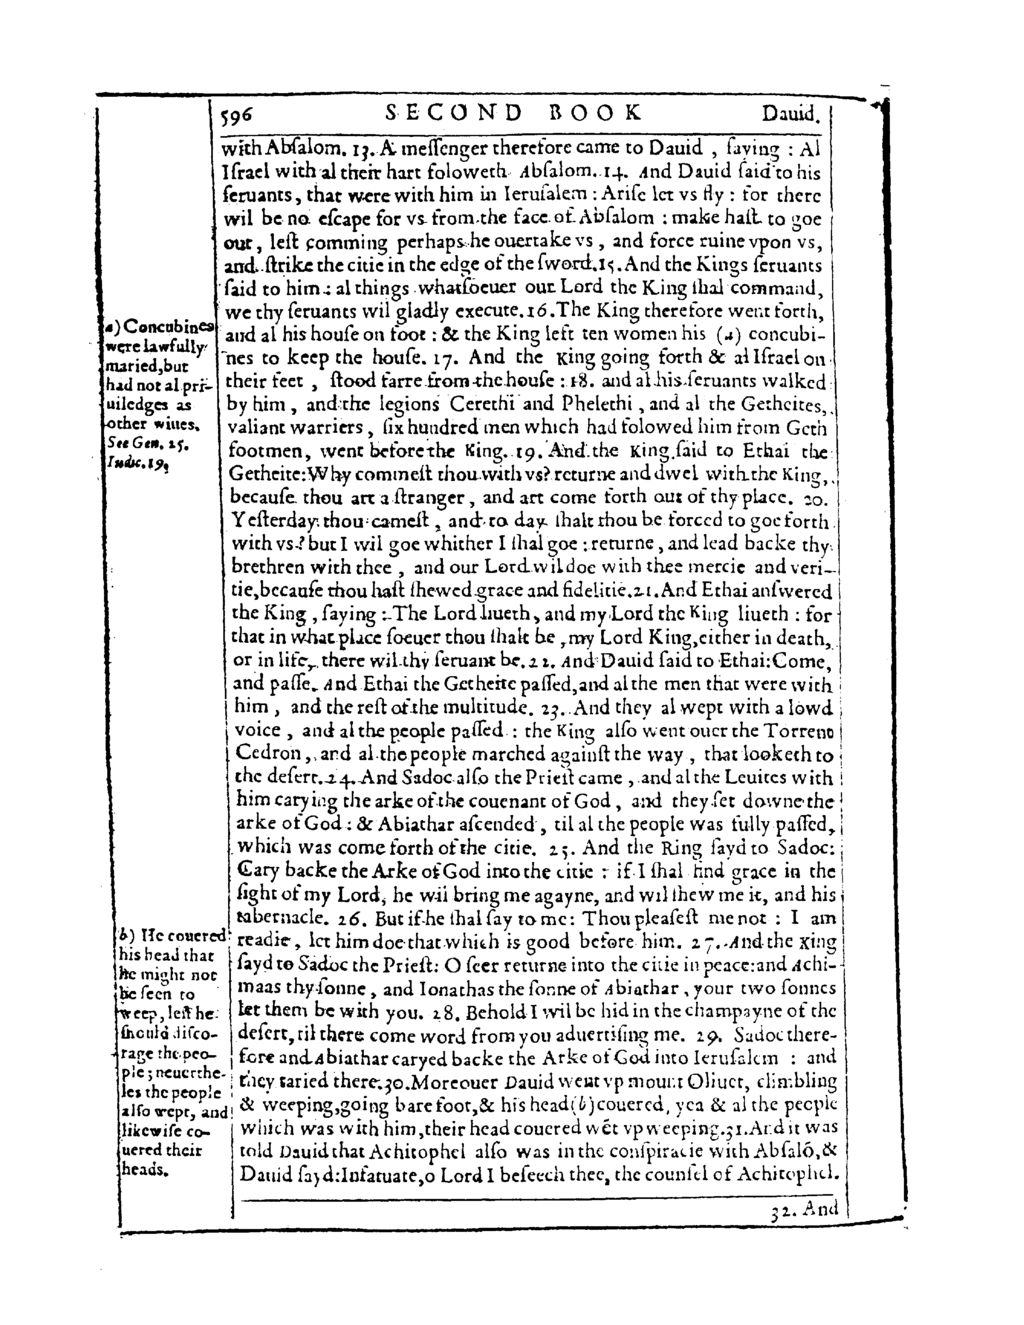 596 SECOND BOOK Dauid.
with Abſalom. 13. A meſſenger therefore came to Dauid , ſaying : Al
Iſrael with al their hart foloweth Abſalom. 14. And Dauid ſaid to his
ſeruants, that were with him in Ieruſalem : Ariſe let vs fly : for there
wil be no eſcape for vs from the face of Abſalom : make haſt to goe
out, leſt comming perhaps he ouertake vs , and force ruine vpon vs,
and ſtrike the citie in the edge of the ſword. 15. And the Kings ſeruants
ſaid to him : al things whatſoeuer our Lord the King ſhal command,
we thy ſeruants wil gladly execute. 16. The King therefore went forth,
and al his houſe on foot : & the King left ten women his (a) concubi-
nes to keep the houſe. 17. And the King going forth & al Iſrael on
their feet , ſtood farre from the houſe : 18. and al his ſeruants walked
by him , and the legions Cerethi and Phelethi , and al the Getheites,
valiant warriers , ſix hundred men which had folowed him from Geth
footmen, went before the King. 19. And the King ſaid to Ethai the
Getheite: Why commeſt thou with vs? returne and dwel with the King,
becauſe thou art a ſtranger , and art come forth out of thy place. 20.
Yeſterday thou cameſt , and to day ſhalt thou be forced to goe forth
with vs? but I wil goe whither I ſhal goe : returne , and lead backe thy
brethren with thee , and our Lord wil doe with thee mercie and veri-
tie, becauſe thou haſt ſhewed grace and fidelitie. 21. And Ethai anſwered
the King , ſaying : The Lord liueth, and my Lord the King liueth : for
that in what place ſoeuer thou ſhalt be , my Lord King, either in death,
or in life, there wil thy ſeruant be. 22. And Dauid ſaid to Ethai: Come,
and paſſe. And Ethai the Getheite paſſed, and al the men that were with
him , and the reſt of the multitude. 23. And they al wept with a lowd
voice , and al the people paſſed : the King alſo went ouer the Torrent
Cedron , and al the people marched againſt the way , that looketh to
the deſert. 24. And Sadoc alſo the Prieſt came , and al the Leuites with
him carying the arke of the couenant of God , and they ſet downe the
arke of God : & Abiathar aſcended , til al the people was fully paſſed,
which was come forth of the citie. 25. And the Ring ſayd to Sadoc:
Cary backe the Arke of God into the citie : if I ſhal find grace in the
ſight of my Lord, he wil bring me agayne, and wil ſhew me it, and his
tabernacle. 26. But if he ſhal ſay to me: Thou pleaſeſt me not : I am
readie , let him doe that which is good before him. 27. And the King
ſayd to Sadoc the Prieſt: O ſeer returne into the citie in peace: and Achi-
maas thy ſonne , and Ionathas the ſonne of Abiathar , your two ſonnes
let them be with you. 28. Behold I wil be hid in the champayne of the
deſert, til there come word from you aduertiſing me. 29. Sadoc there-
fore and Abiathar caryed backe the Arke of God into Ieruſalem : and
they taried there. 30. Moreouer Dauid went vp mount Oliuet, climbling
& weeping, going barefoot, & his head (b) couered, yea & al the people
which was with him, their head couered wēt vp weeping. 31. And it was
told Dauid that Achitophel alſo was in the conſpiracie with Abſalō, &
Dauid ſayd: Infatuate, o Lord I beſeech thee, the counſel of Achitophel.
32. And
a) Concubines
were lawfully
maried, but
had not al pri-
uiledges as
other wiues.
See Gen. 25.
Iudic. 19.
b) He couered
his head that
he might not
be ſeen to
weep, leſt he
ſhould diſco-
rage the peo-
ple; neuerthe-
les the people
alſo wept, and
likewiſe co-
uered their
heads.